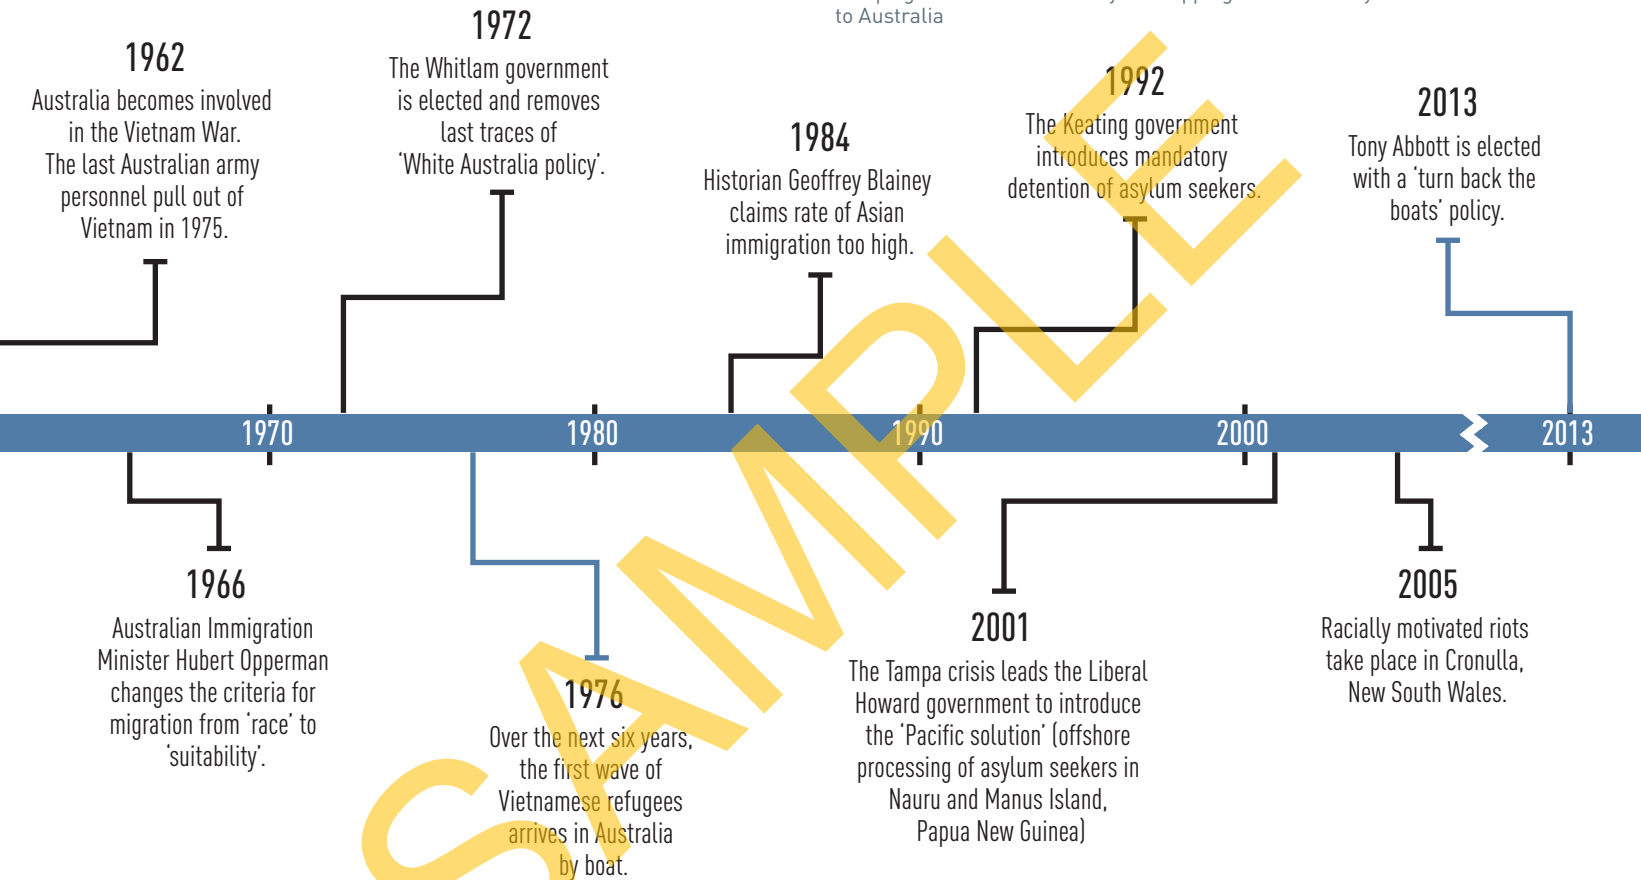 to Australia
1962
Australia becomes involved
in the Vietnam War.
The last Australian army
personnel pull out of
Vietnam in 1975.
1972
The Whitlam government
is elected and removes
last traces of
‘White Australia policy’.
1984
Historian Geoffrey Blainey
claims rate of Asian
immigration too high.
1992
The Keating government
introduces mandatory
detention of asylum seekers.
2013
Tony Abbott is elected
with a ‘turn back the
boats’ policy.
1970
1980
1990
2000
2013
1966
Australian Immigration
Minister Hubert Opperman
changes the criteria for
migration from ‘race’ to
‘suitability’.
1976
Over the next six years,
the first wave of
Vietnamese refugees
arrives in Australia
by boat.
2001
The Tampa crisis leads the Liberal
Howard government to introduce
the ‘Pacific solution’ (offshore
processing of asylum seekers in
Nauru and Manus Island,
Papua New Guinea)
2005
Racially motivated riots
take place in Cronulla,
New South Wales.
SAMPLE